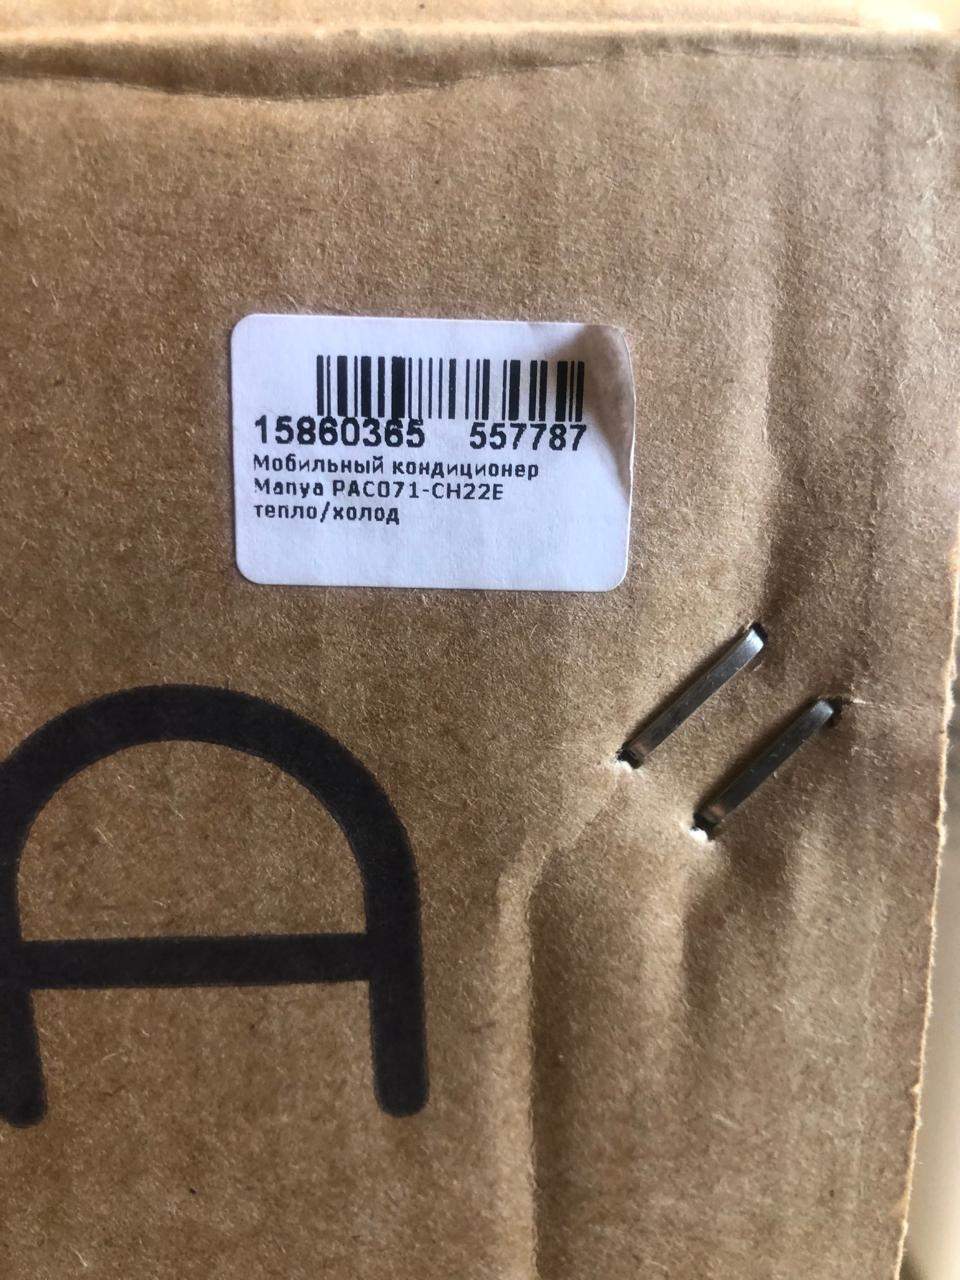 15860365 557787
Мобильный кондиционер
Manya PAC071-CH22E
тепло/холод
A